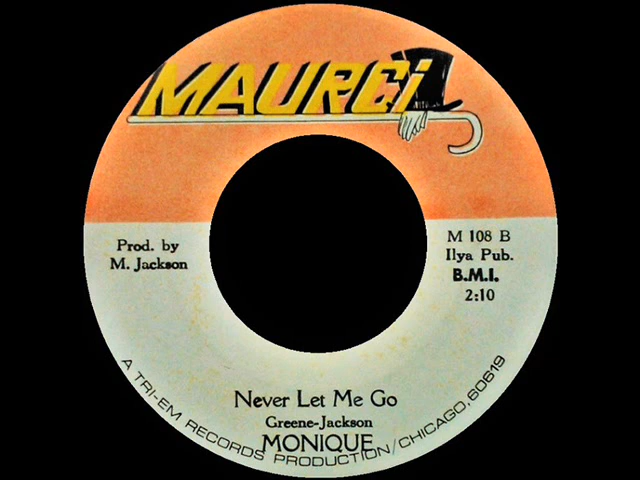 MAURCi
Prod. by
M. Jackson
M 108 B
Ilya Pub.
B.M.I.
2:10
Never Let Me Go
Greene-Jackson
MONIQUE
A TRI-EM RECORDS PRODUCTION/CHICAGO, 60619